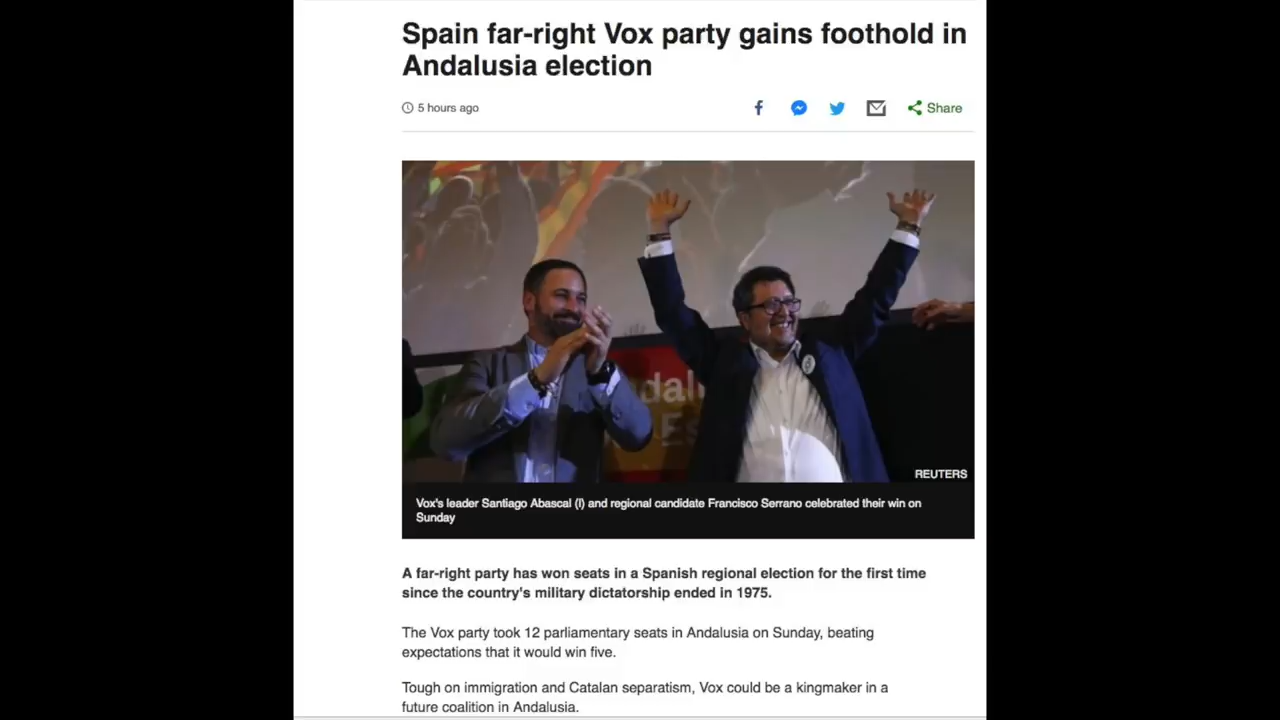 Spain far-right Vox party gains foothold in
Andalusia election
5 hours ago
Share
REUTERS
Vox's leader Santiago Abascal (l) and regional candidate Francisco Serrano celebrated their win on
Sunday
A far-right party has won seats in a Spanish regional election for the first time
since the country's military dictatorship ended in 1975.
The Vox party took 12 parliamentary seats in Andalusia on Sunday, beating
expectations that it would win five.
Tough on immigration and Catalan separatism, Vox could be a kingmaker in a
future coalition in Andalusia.